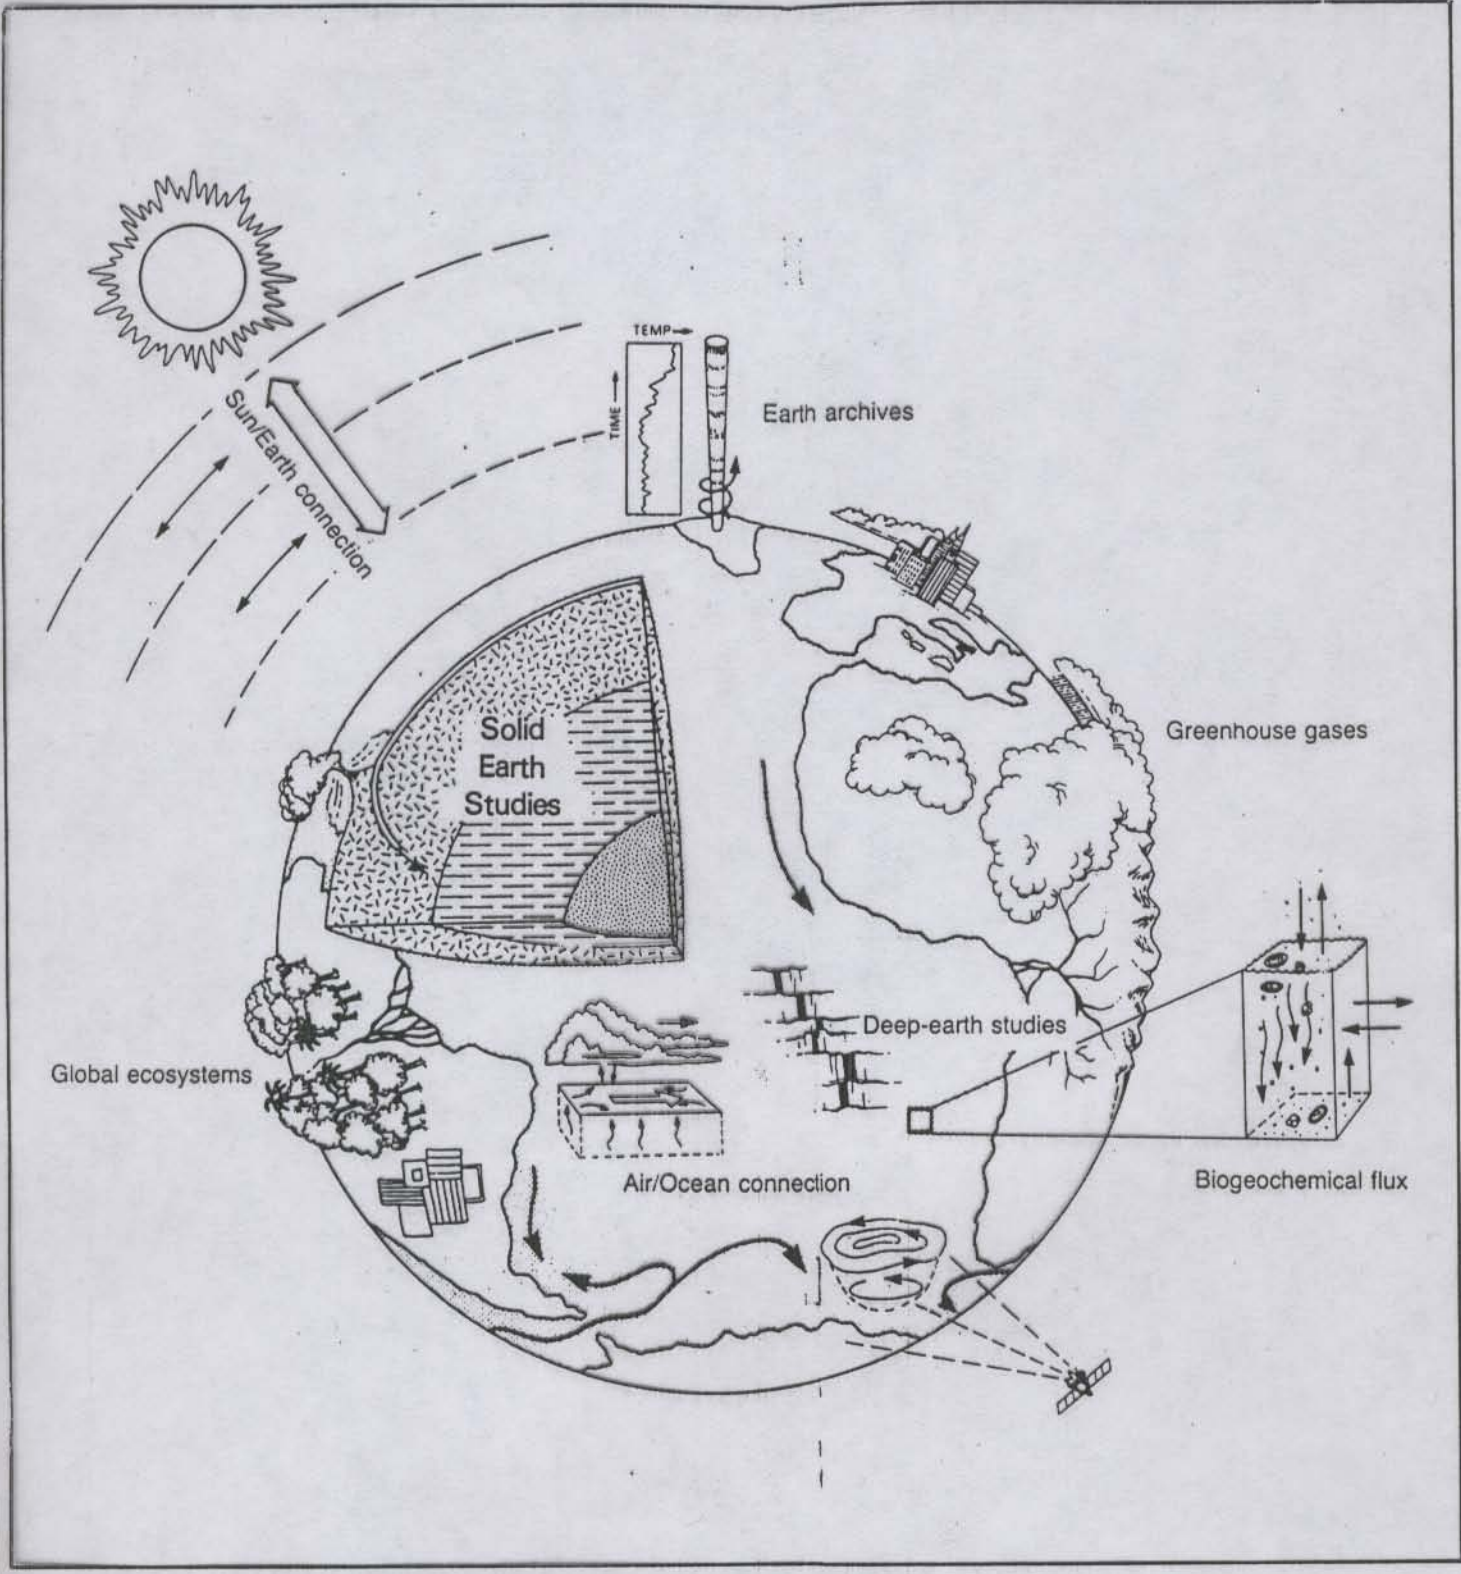 TEMP
TIME
Earth archives
Sun/Earth connection
Solid
Earth
Studies
Greenhouse gases
Deep-earth studies
Global ecosystems
Air/Ocean connection
Biogeochemical flux